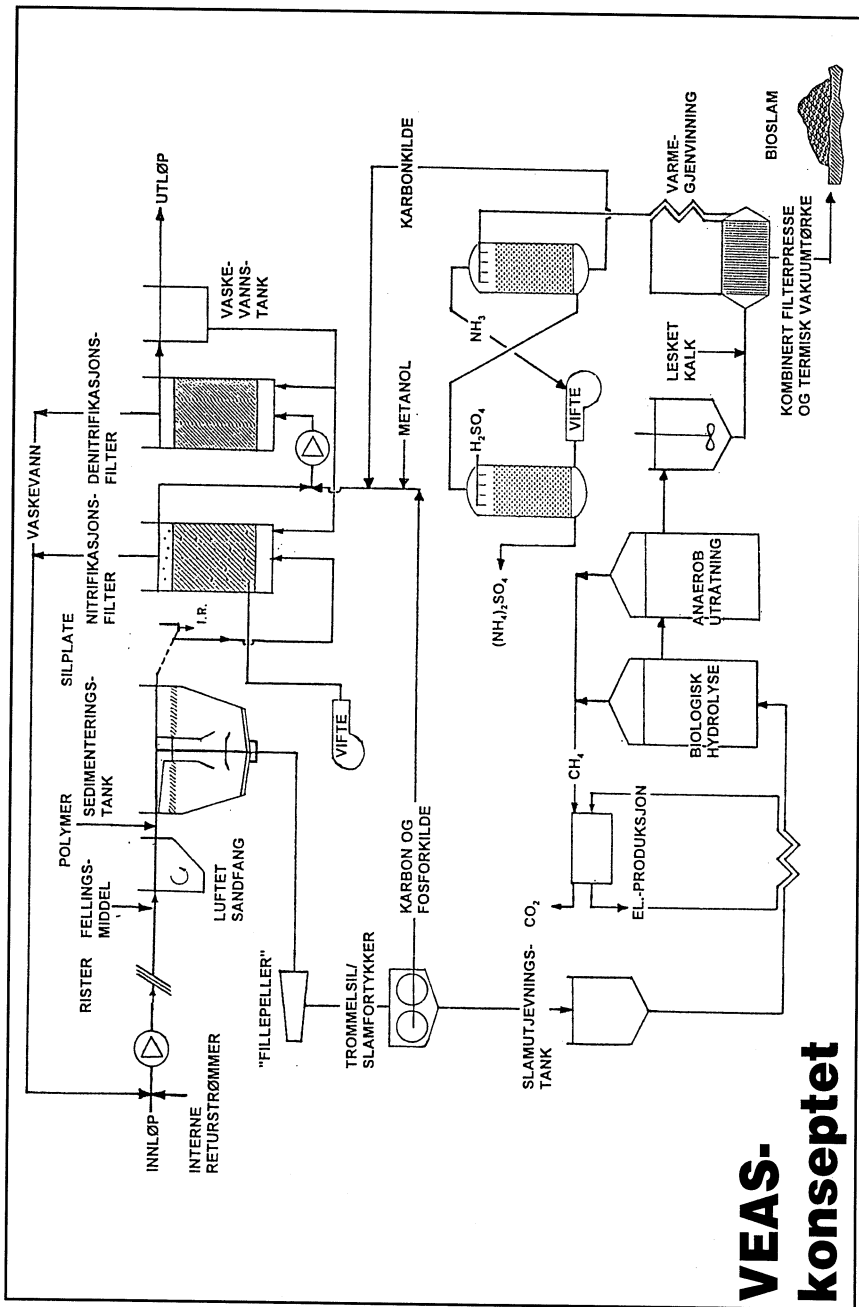 INNLØP
INTERNE
RETURSTRØMMER
RISTER
FELLINGS-
MIDDEL
LUFTET
SANDFANG
POLYMER
SEDIMENTERINGS-
TANK
SILPLATE
I.R.
VIFTE
VASKEVANN
NITRIFIKASJONS-
FILTER
DENITRIFIKASJONS-
FILTER
VASKE-
VANNS-
TANK
UTLØP
"FILLEPELLER"
TROMMELSIL/
SLAMFORTYKKER
KARBON OG
FOSFORKILDE
METANOL
KARBONKILDE
SLAMUTJEVNINGS-
TANK
CO2
CH4
EL.-PRODUKSJON
BIOLOGISK
HYDROLYSE
ANAEROB
UTRÅTNING
(NH4)2SO4
H2SO4
NH3
VIFTE
LESKET
KALK
VARME-
GJENVINNING
KOMBINERT FILTERPRESSE
OG TERMISK VAKUUMTØRKE
BIOSLAM
VEAS-
konseptet